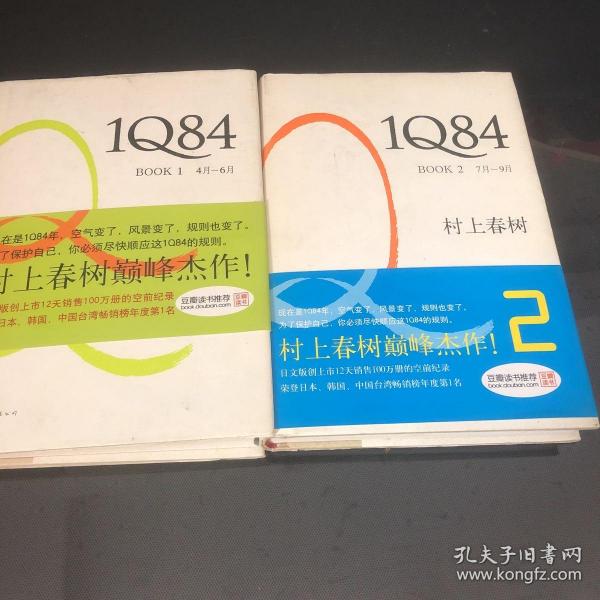 1Q84
BOOK 1 4月—6月
在是1Q84年，空气变了，风景变了，规则也变了。
了保护自己，你必须尽快顺应这1Q84的规则。
村上春树巅峰杰作！
版创上市12天销售100万册的空前纪录
日本、韩国、中国台湾畅销榜年度第1名
豆瓣读书推荐
book.douban.com
豆瓣
读书
1Q84
BOOK 2 7月—9月
村上春树
现在是1Q84年，空气变了，风景变了，规则也变了。
为了保护自己，你必须尽快顺应这1Q84的规则。
2
村上春树巅峰杰作！
日文版创上市12天销售100万册的空前纪录
荣登日本、韩国、中国台湾畅销榜年度第1名
豆瓣读书推荐
book.douban.com
豆瓣
读书
孔夫子旧书网
www.kongfz.com